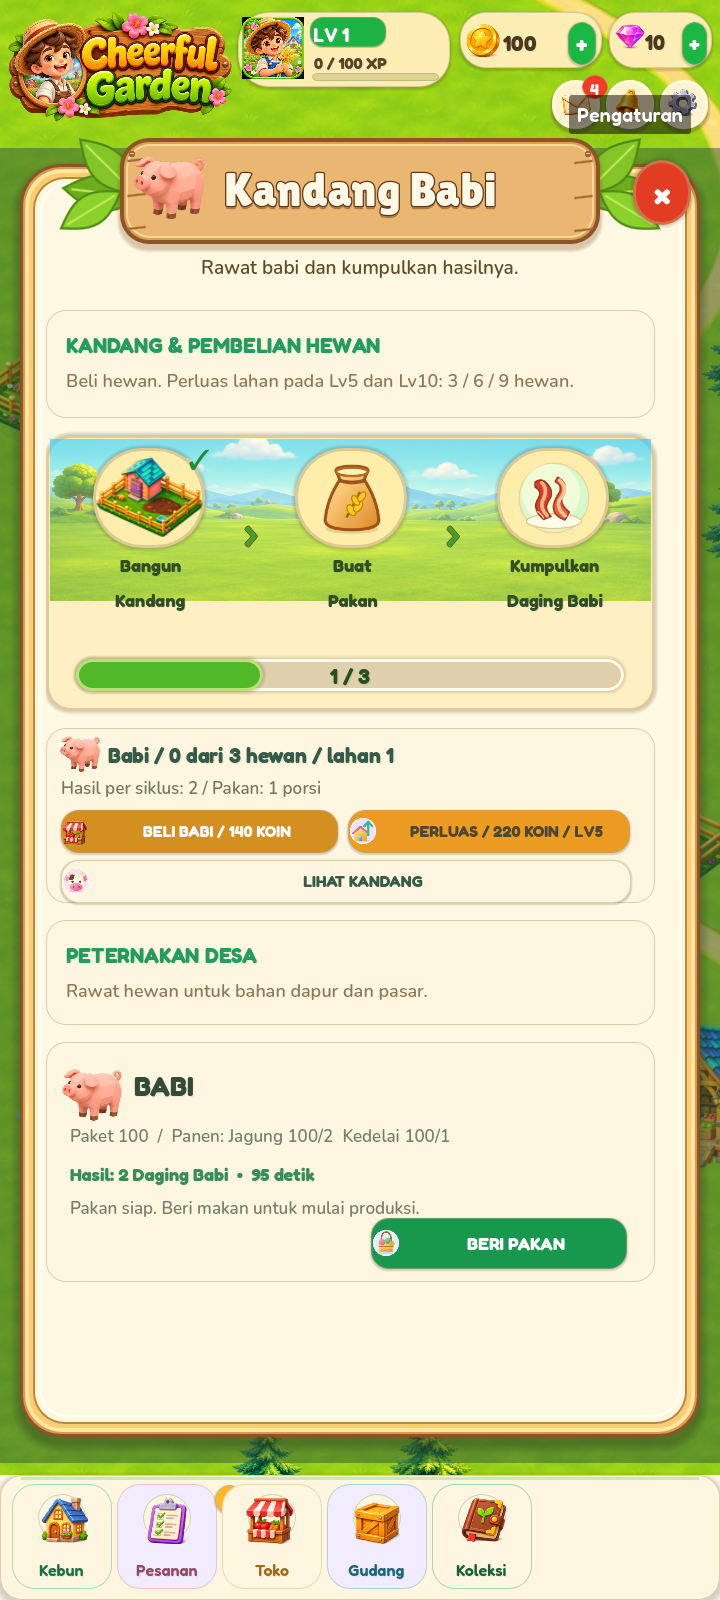 Cheerful
Garden
LV 1
0 / 100 XP
100
+
10
+
4
Pengaturan
Kandang Babi
Rawat babi dan kumpulkan hasilnya.
KANDANG & PEMBELIAN HEWAN
Beli hewan. Perluas lahan pada Lv5 dan Lv10: 3 / 6 / 9 hewan.
Bangun
Kandang
Buat
Pakan
Kumpulkan
Daging Babi
1 / 3
Babi / 0 dari 3 hewan / lahan 1
Hasil per siklus: 2 / Pakan: 1 porsi
BELI BABI / 140 KOIN
PERLUAS / 220 KOIN / LV5
LIHAT KANDANG
PETERNAKAN DESA
Rawat hewan untuk bahan dapur dan pasar.
BABI
Paket 100 / Panen: Jagung 100/2 Kedelai 100/1
Hasil: 2 Daging Babi • 95 detik
Pakan siap. Beri makan untuk mulai produksi.
BERI PAKAN
Kebun
Pesanan
Toko
Gudang
Koleksi